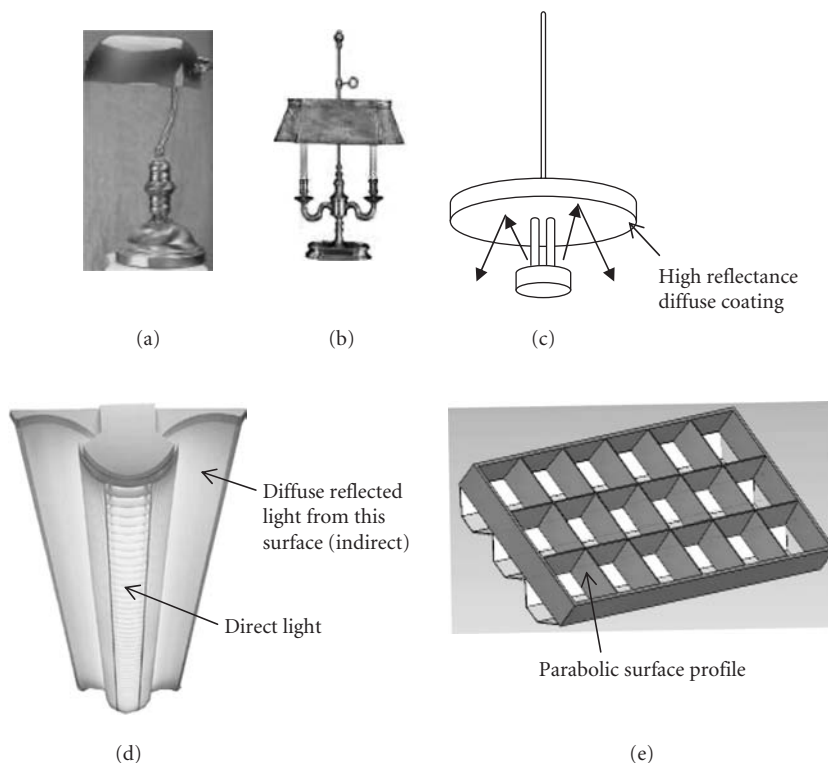 High reflectance
diffuse coating
(a)
(b)
(c)
Diffuse reflected
light from this
surface (indirect)
Direct light
Parabolic surface profile
(d)
(e)